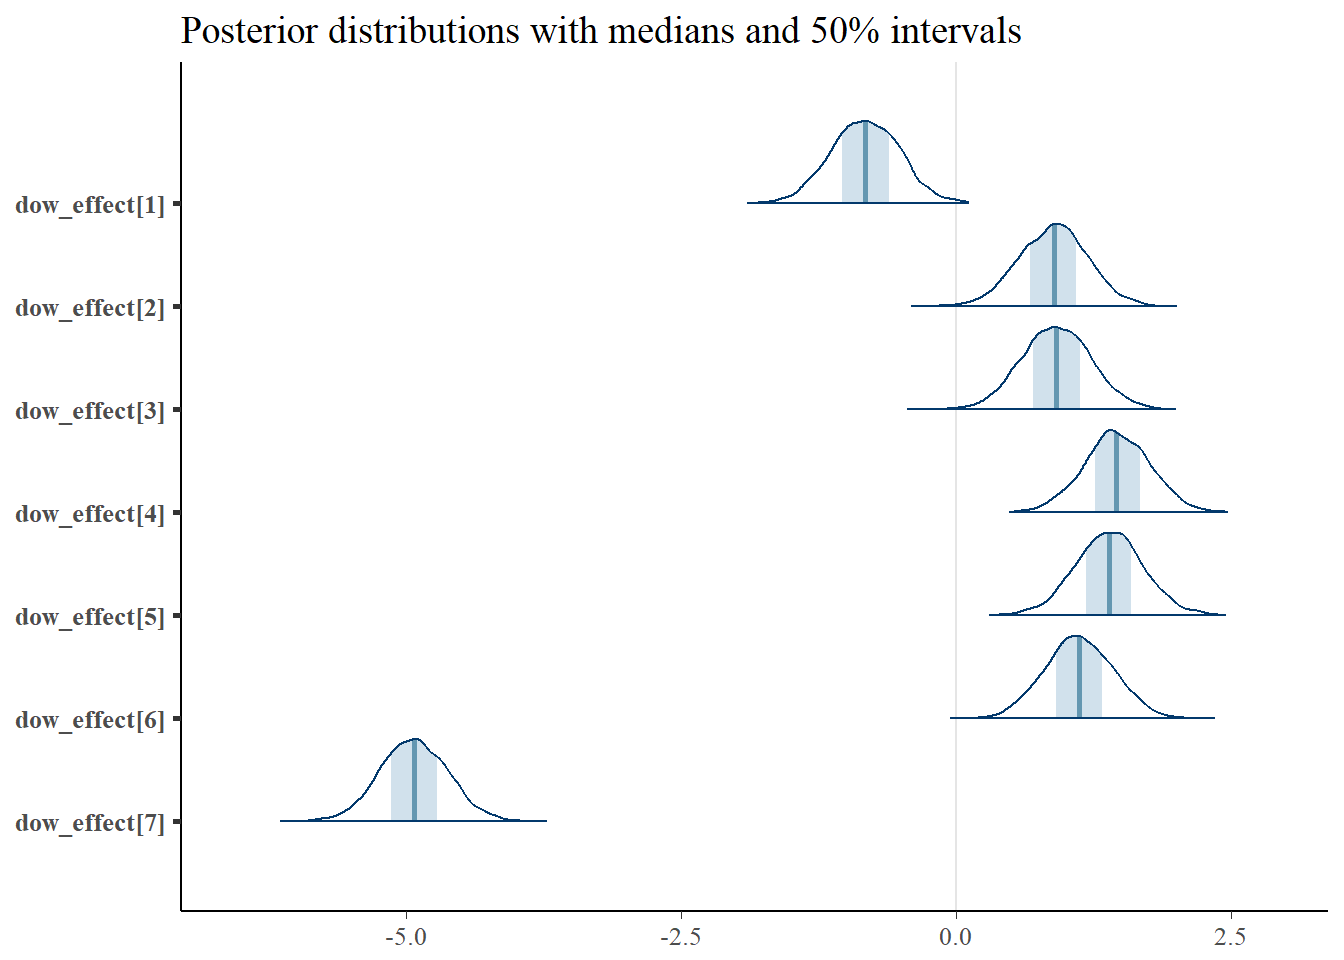 Posterior distributions with medians and 50% intervals
dow_effect[1]
dow_effect[2]
dow_effect[3]
dow_effect[4]
dow_effect[5]
dow_effect[6]
dow_effect[7]
-5.0 -2.5 0.0 2.5